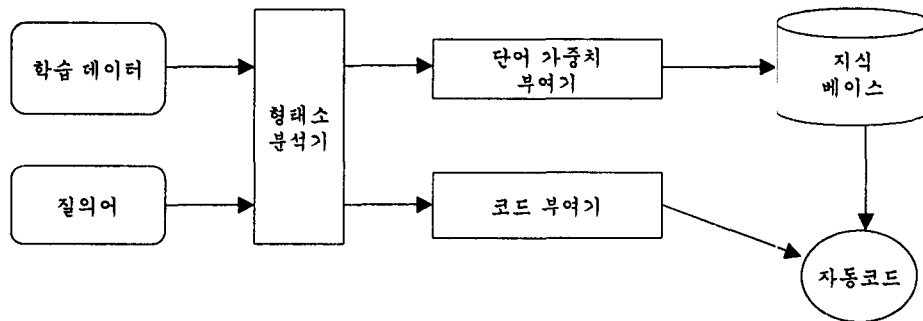 학습 데이터
형태소
분석기
단어 가중치
부여기
지식
베이스
질의어
코드 부여기
자동코드